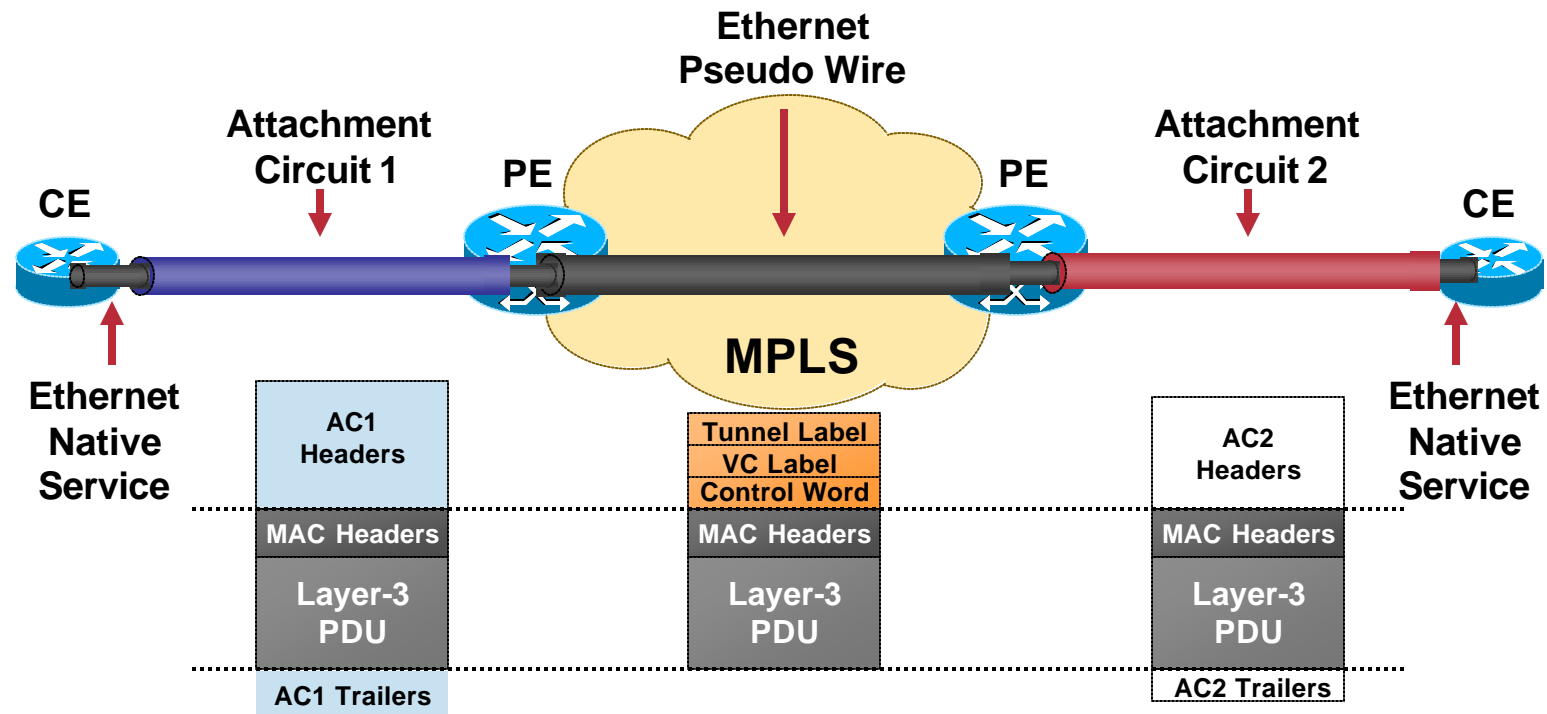 Ethernet
Pseudo Wire
Attachment
Circuit 1
Attachment
Circuit 2
CE
PE
PE
CE
MPLS
Ethernet
Native
Service
Ethernet
Native
Service
AC1
Headers
MAC Headers
Layer-3
PDU
AC1 Trailers
Tunnel Label
VC Label
Control Word
MAC Headers
Layer-3
PDU
AC2
Headers
MAC Headers
Layer-3
PDU
AC2 Trailers